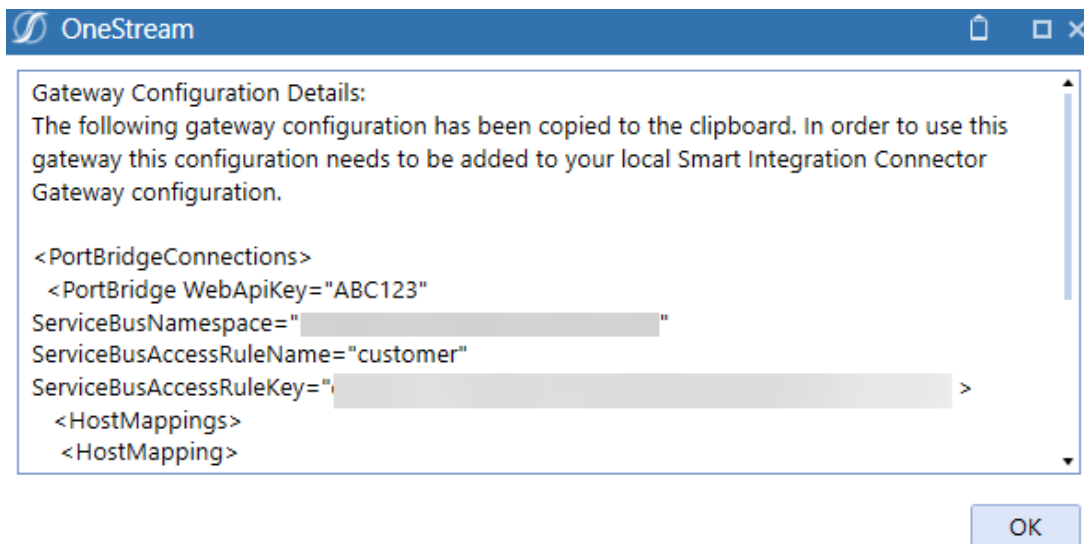 OneStream
Gateway Configuration Details:
The following gateway configuration has been copied to the clipboard. In order to use this
gateway this configuration needs to be added to your local Smart Integration Connector
Gateway configuration.
<PortBridgeConnections>
<PortBridge WebApiKey="ABC123"
ServiceBusNamespace=" "
ServiceBusAccessRuleName="customer"
ServiceBusAccessRuleKey=" >
<HostMappings>
<HostMapping>
OK